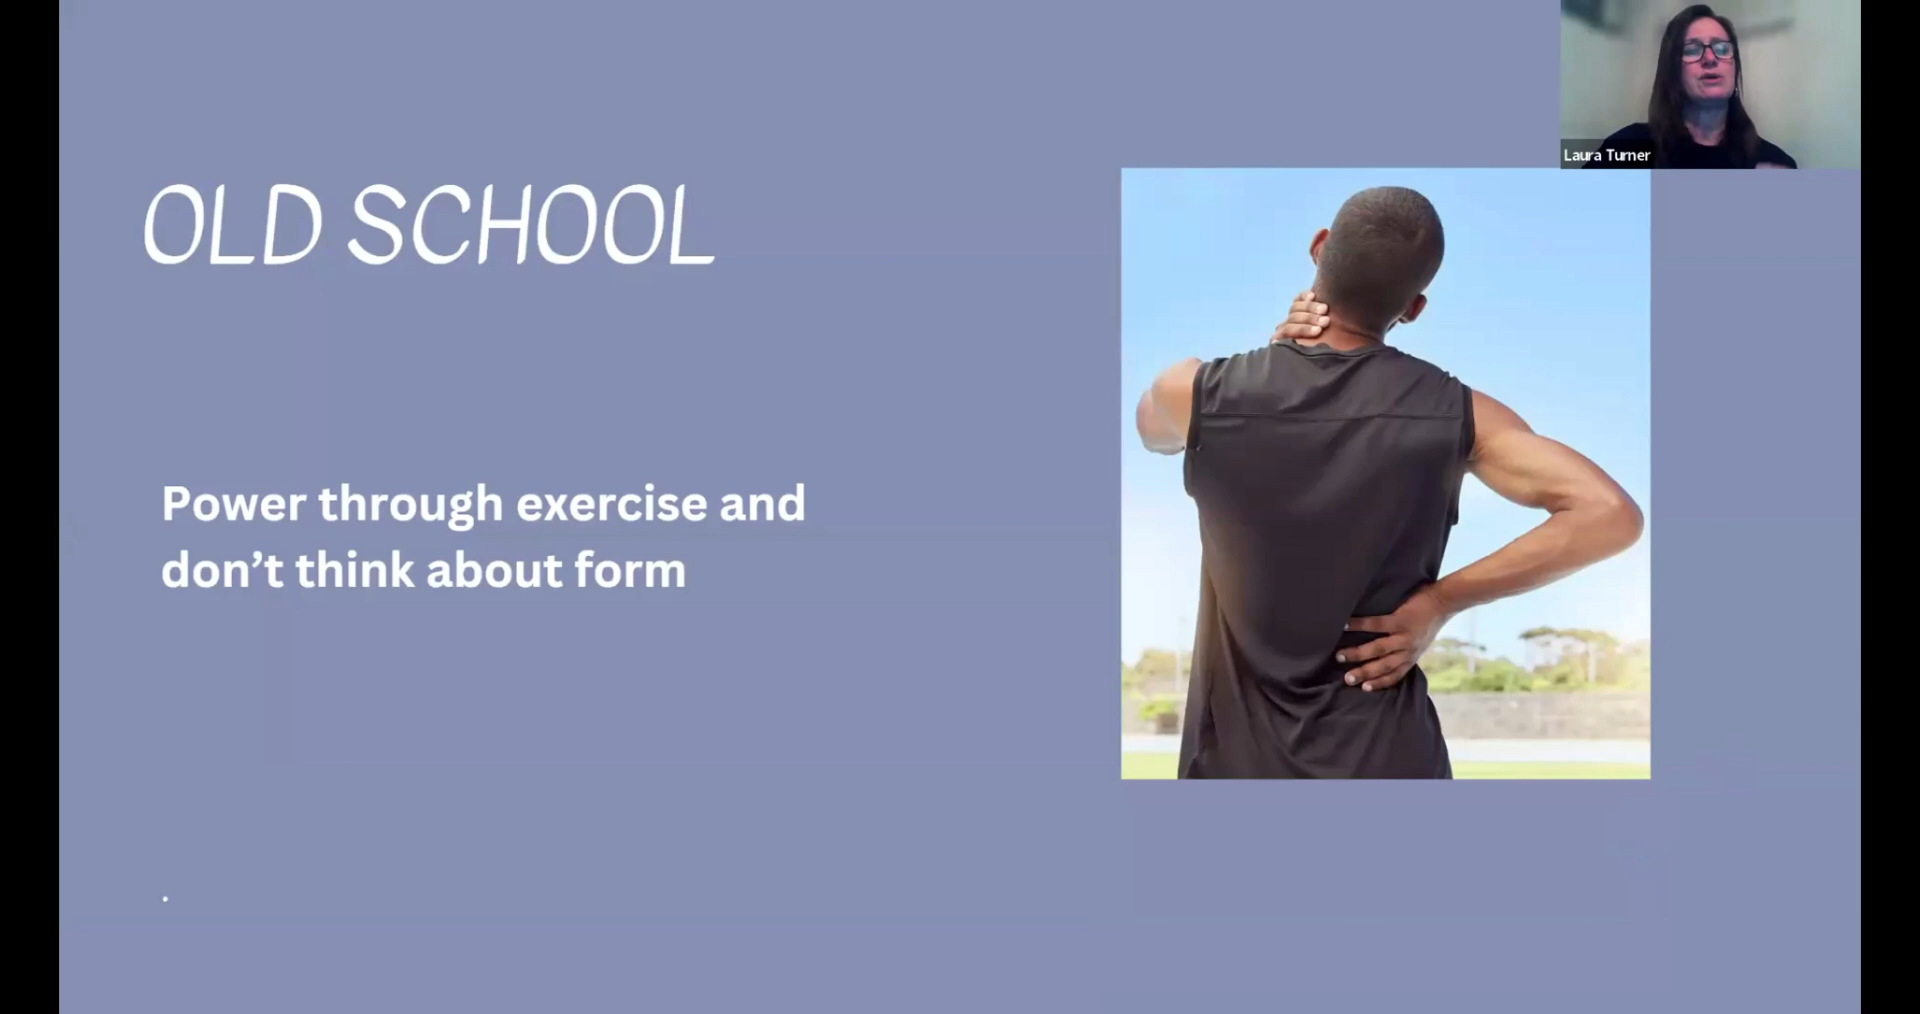 OLD SCHOOL
Power through exercise and
don’t think about form
.
Laura Turner